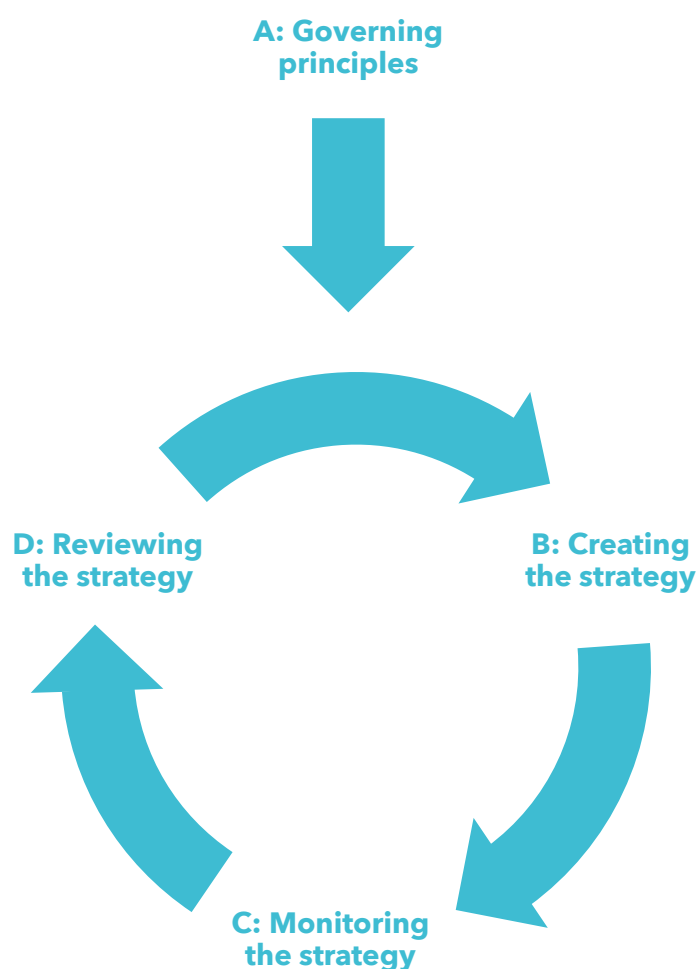 A: Governing
principles
D: Reviewing
the strategy
B: Creating
the strategy
C: Monitoring
the strategy